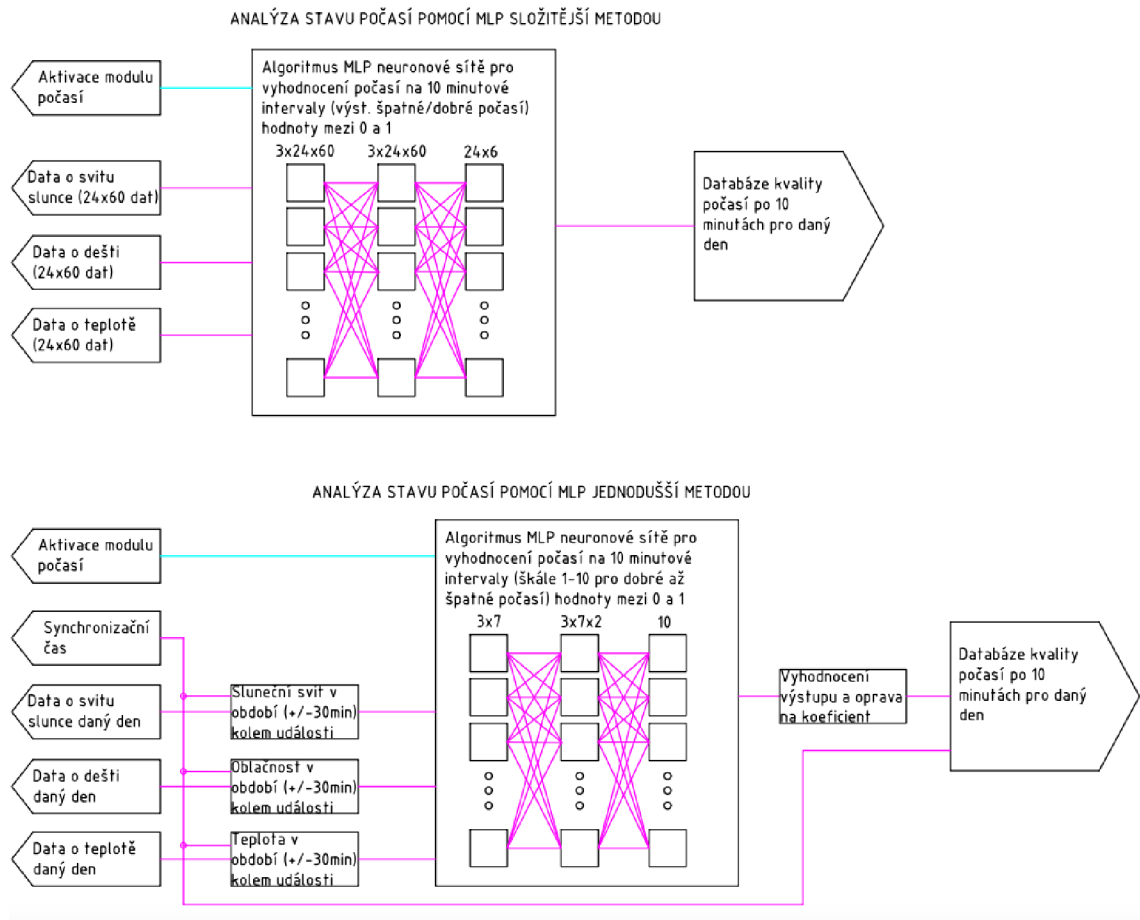 ANALÝZA STAVU POČASÍ POMOCÍ MLP SLOŽITĚJŠÍ METODOU
Aktivace modulu
počasí
Data o svitu
slunce (24x60 dat)
Data o dešti
(24x60 dat)
Data o teplotě
(24x60 dat)
Algoritmus MLP neuronové sítě pro
vyhodnocení počasí na 10 minutové
intervaly (výst. špatné/dobré počasí)
hodnoty mezi 0 a 1
3x24x60 3x24x60 24x6
Databáze kvality
počasí po 10
minutách pro daný
den
ANALÝZA STAVU POČASÍ POMOCÍ MLP JEDNODUŠŠÍ METODOU
Aktivace modulu
počasí
Synchronizační
čas
Data o svitu
slunce daný den
Data o dešti
daný den
Data o teplotě
daný den
Sluneční svit v
období (+/-30min)
kolem události
Oblačnost v
období (+/-30min)
kolem události
Teplota v
období (+/-30min)
kolem události
Algoritmus MLP neuronové sítě pro
vyhodnocení počasí na 10 minutové
intervaly (škále 1-10 pro dobré až
špatné počasí) hodnoty mezi 0 a 1
3x7 3x7x2 10
Vyhodnocení
výstupu a oprava
na koeficient
Databáze kvality
počasí po 10
minutách pro daný
den